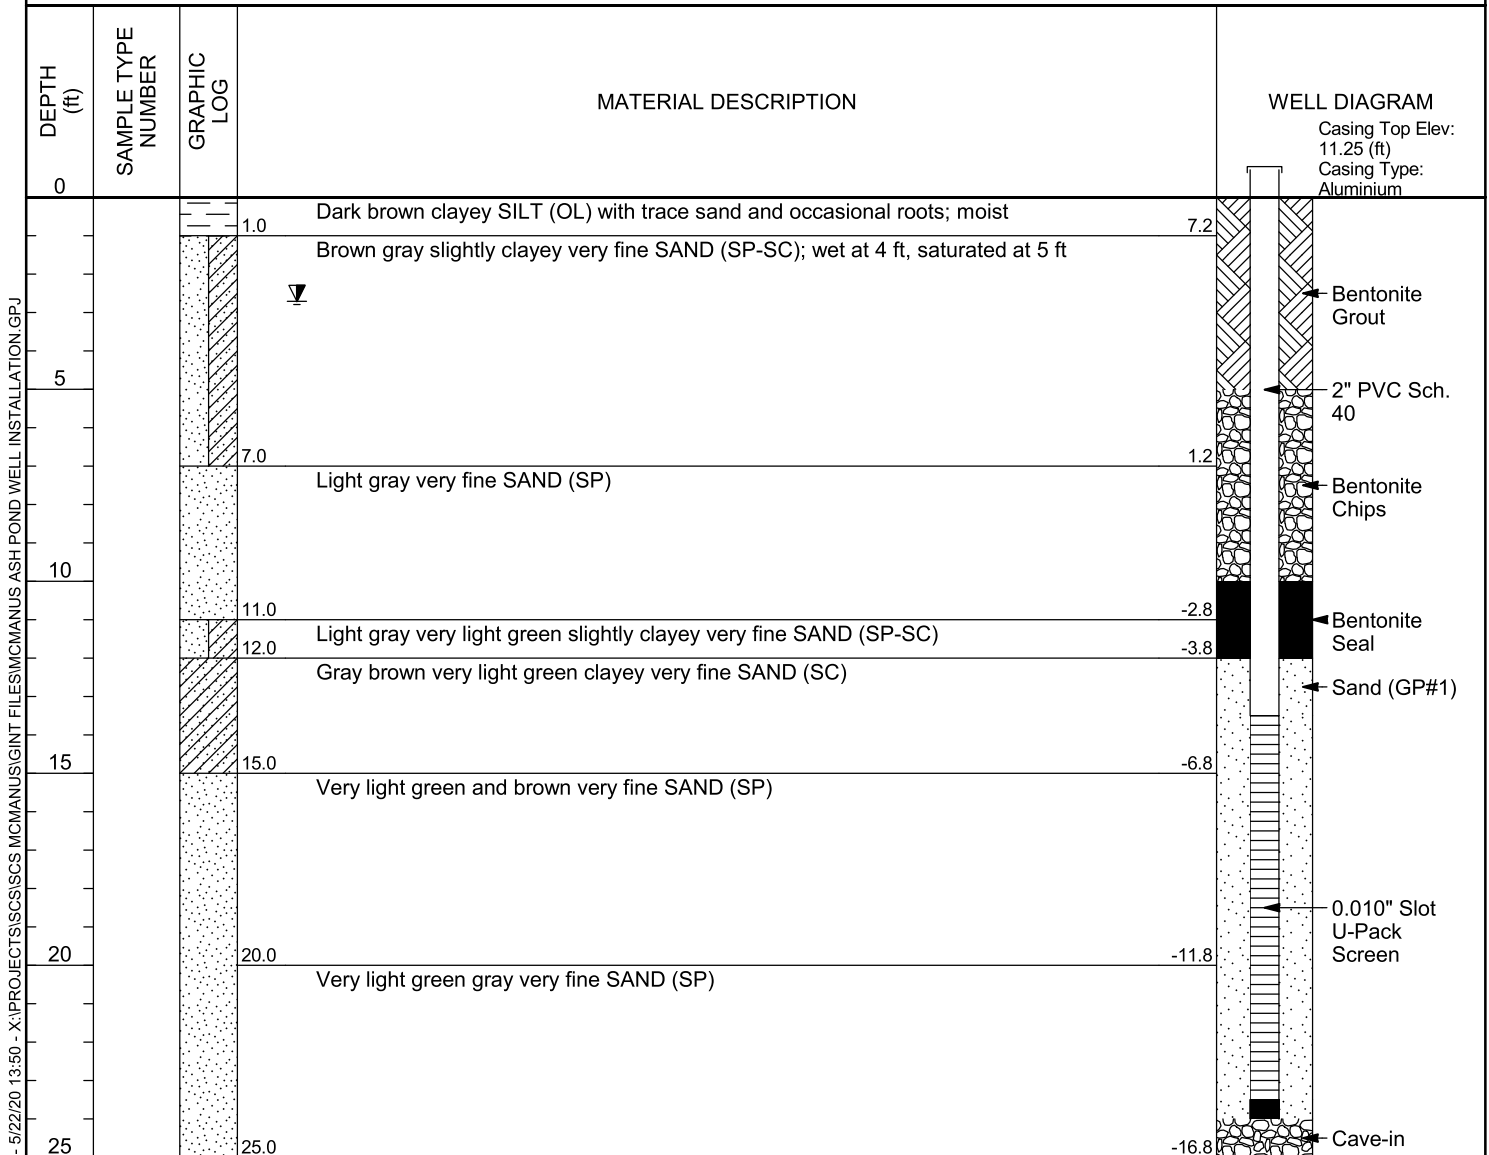 DEPTH
(ft)
SAMPLE TYPE
NUMBER
GRAPHIC
LOG
MATERIAL DESCRIPTION
WELL DIAGRAM
Casing Top Elev:
11.25 (ft)
Casing Type:
Aluminium
0
Dark brown clayey SILT (OL) with trace sand and occasional roots; moist
1.0 7.2
Brown gray slightly clayey very fine SAND (SP-SC); wet at 4 ft, saturated at 5 ft
Bentonite
Grout
5
2" PVC Sch.
40
7.0 1.2
Light gray very fine SAND (SP)
Bentonite
Chips
10
11.0 -2.8
Light gray very light green slightly clayey very fine SAND (SP-SC)
Bentonite
Seal
12.0 -3.8
Gray brown very light green clayey very fine SAND (SC)
Sand (GP#1)
15
15.0 -6.8
Very light green and brown very fine SAND (SP)
0.010" Slot
U-Pack
Screen
20
20.0 -11.8
Very light green gray very fine SAND (SP)
Cave-in
25
25.0 -16.8
- 5/22/20 13:50 - X:\PROJECTS\SCS\SCS MCMANUS\GINT FILES\MCMANUS ASH POND WELL INSTALLATION.GPJ